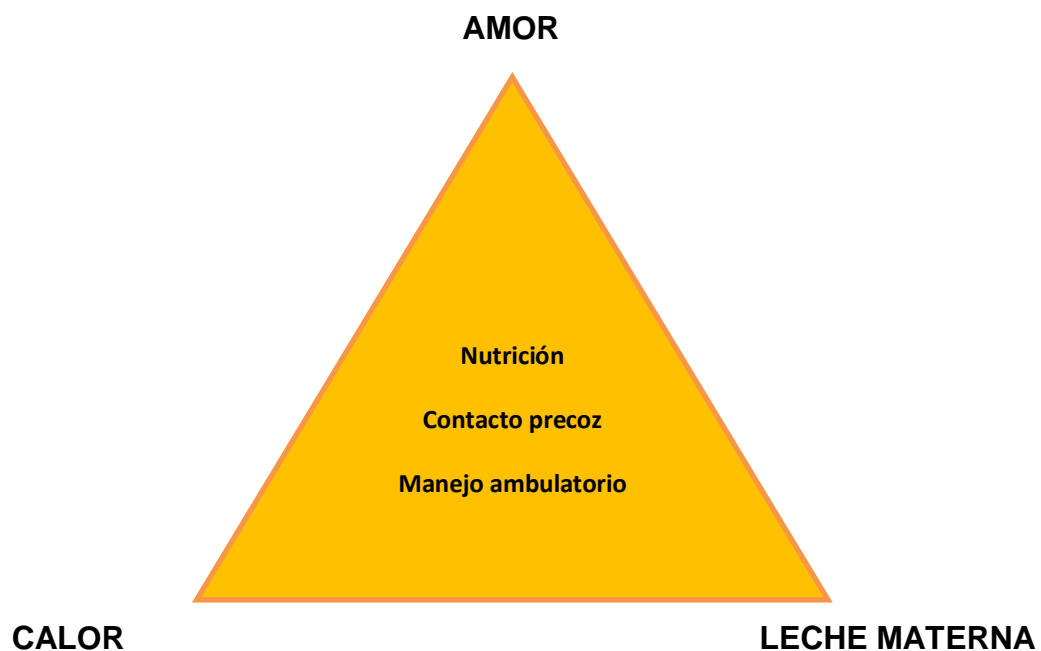 AMOR
Nutrición
Contacto precoz
Manejo ambulatorio
CALOR
LECHE MATERNA